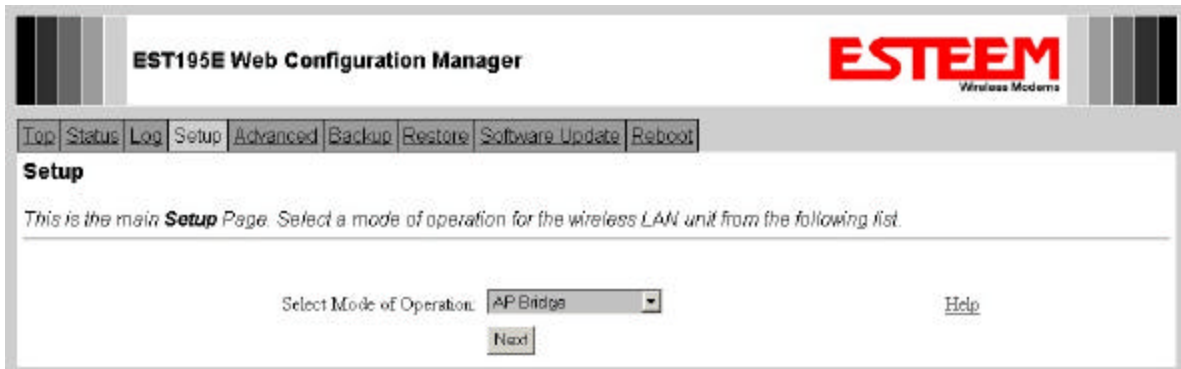 EST195E Web Configuration Manager
ESTEEM
Wireless Modems
Top Status Log Setup Advanced Backup Restore Software Update Reboot
Setup
This is the main Setup Page. Select a mode of operation for the wireless LAN unit from the following list.
Select Mode of Operation: AP Bridge Help
Next